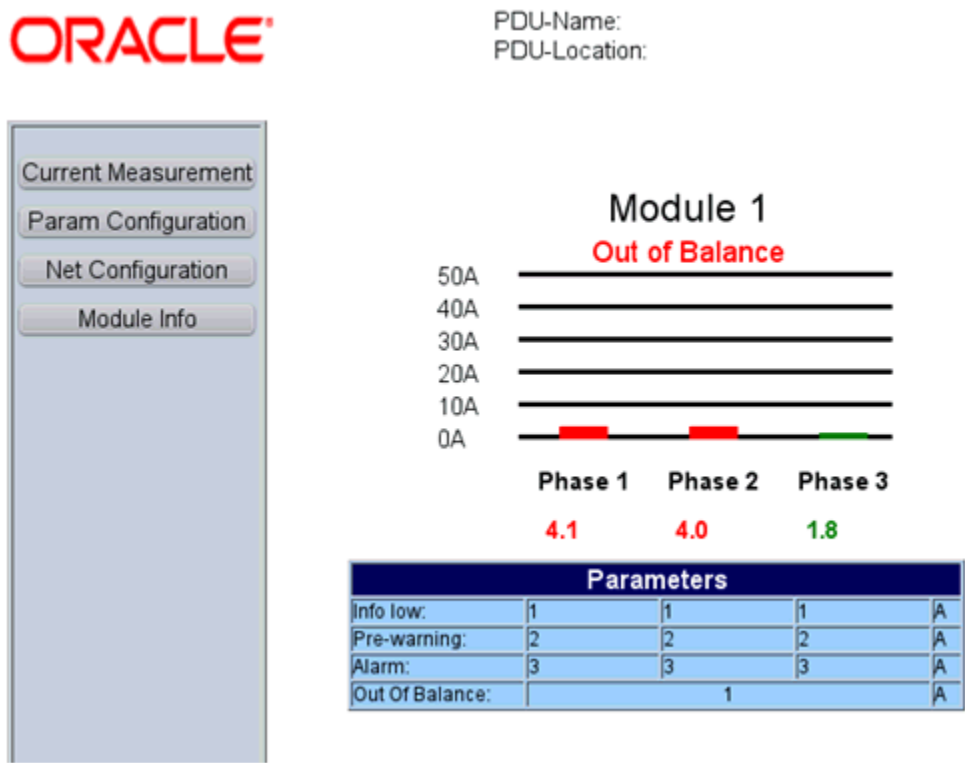 ORACLE
PDU-Name:
PDU-Location:
Current Measurement
Param Configuration
Net Configuration
Module Info
Module 1
Out of Balance
50A
40A
30A
20A
10A
0A
Phase 1 Phase 2 Phase 3
4.1 4.0 1.8
Parameters
Info low: 1 1 1 A
Pre-warning: 2 2 2 A
Alarm: 3 3 3 A
Out Of Balance: 1 A